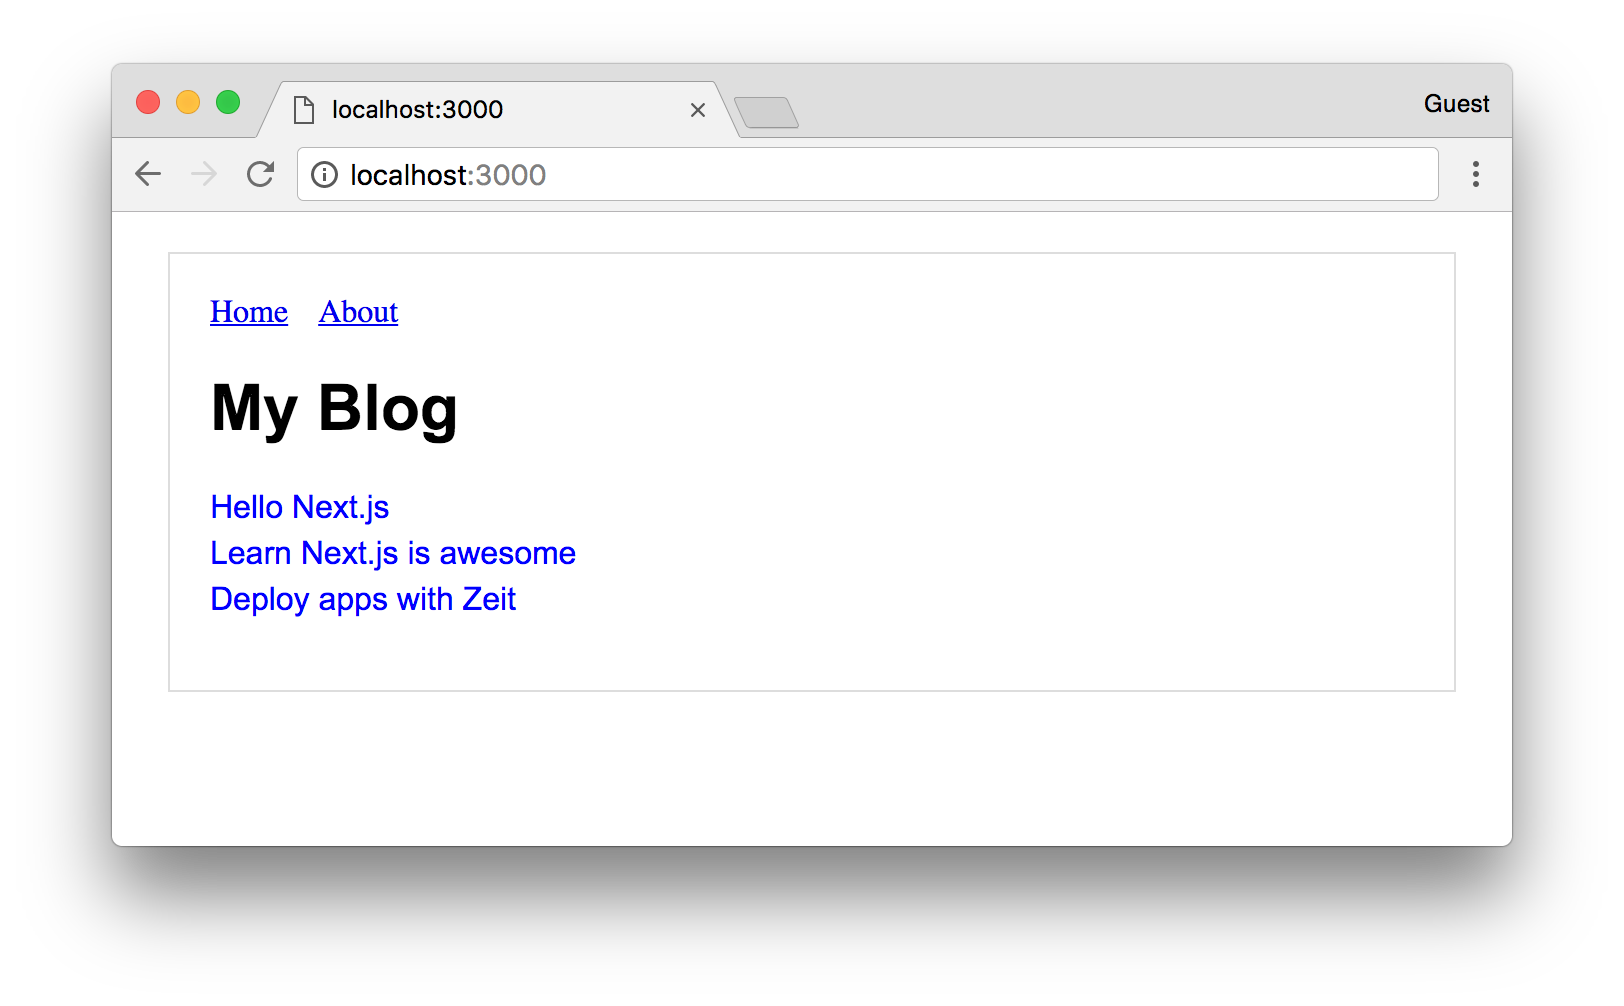 localhost:3000
Guest
localhost:3000
Home About
My Blog
Hello Next.js
Learn Next.js is awesome
Deploy apps with Zeit